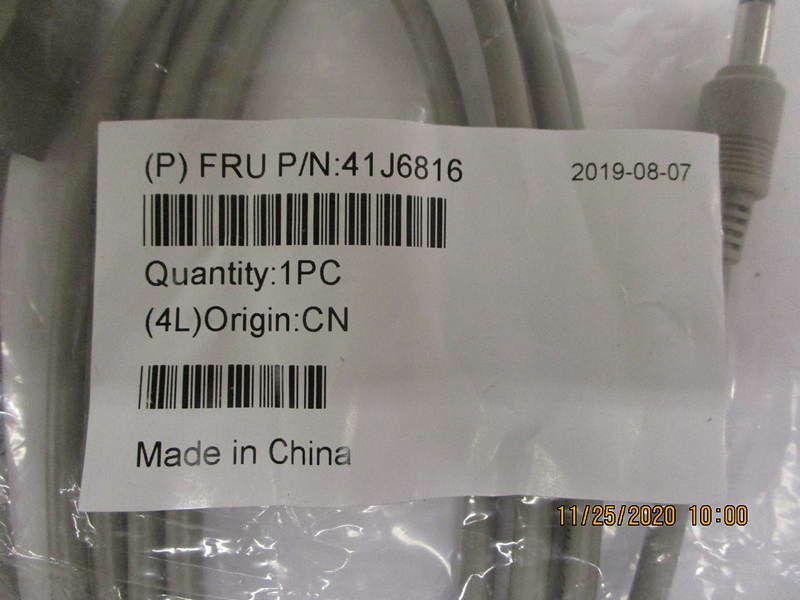 (P) FRU P/N:41J6816
2019-08-07
Quantity:1PC
(4L)Origin:CN
Made in China
11/25/2020 10:00